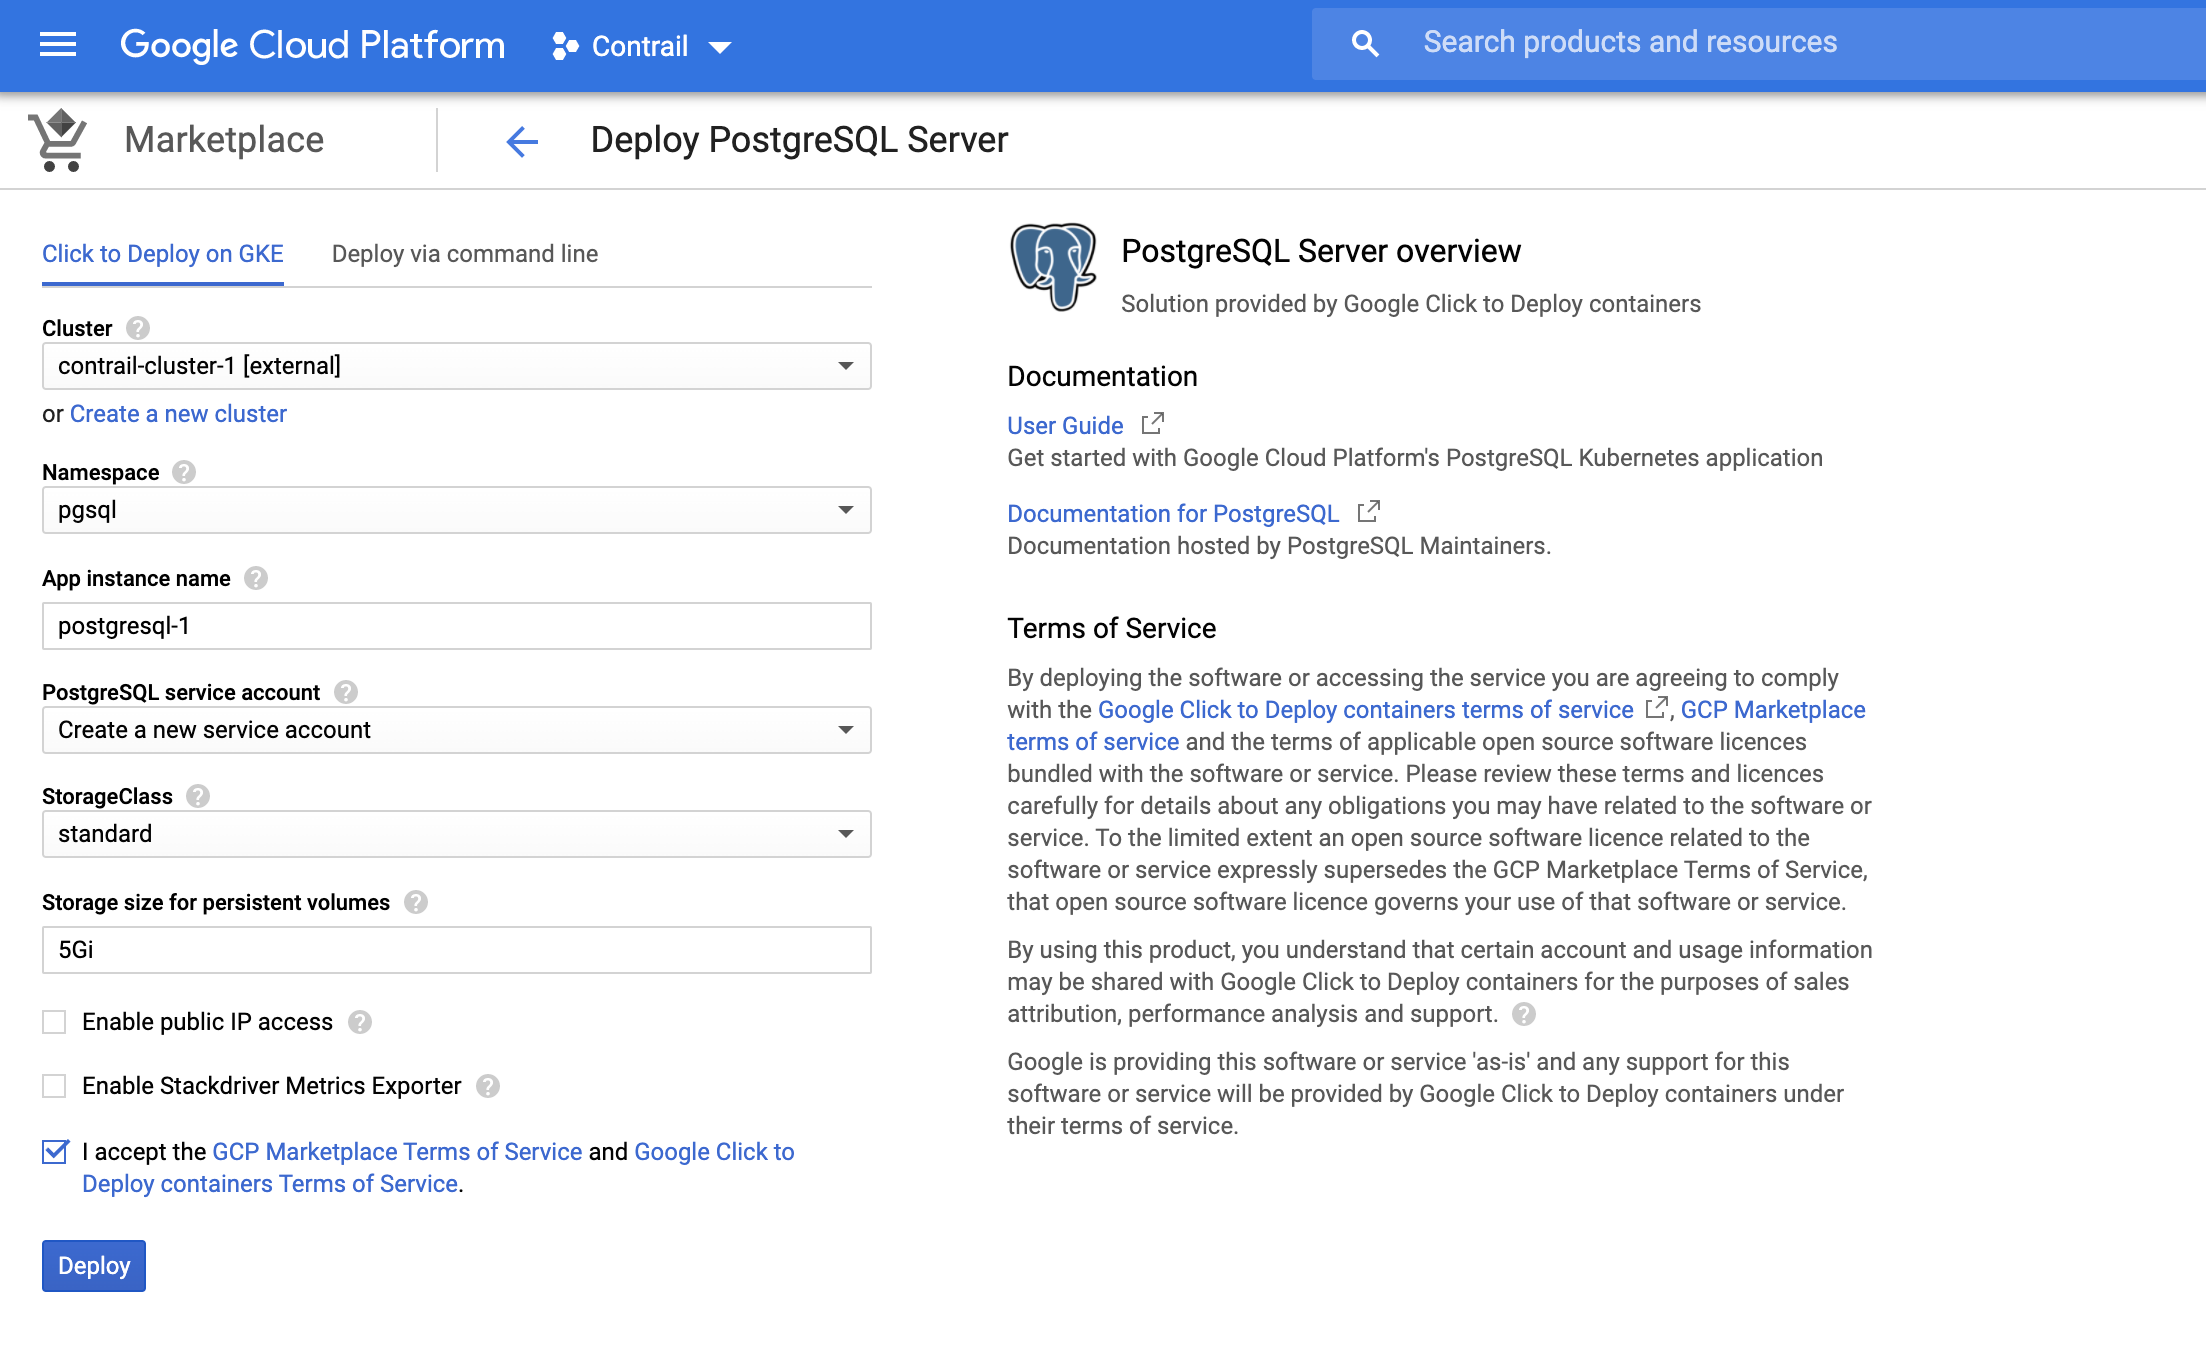 Google Cloud Platform
Contrail
Search products and resources
Marketplace
Deploy PostgreSQL Server
Click to Deploy on GKE
Deploy via command line
Cluster
contrail-cluster-1 [external]
or Create a new cluster
Namespace
pgsql
App instance name
postgresql-1
PostgreSQL service account
Create a new service account
StorageClass
standard
Storage size for persistent volumes
5Gi
Enable public IP access
Enable Stackdriver Metrics Exporter
I accept the GCP Marketplace Terms of Service and Google Click to
Deploy containers Terms of Service.
Deploy
PostgreSQL Server overview
Solution provided by Google Click to Deploy containers
Documentation
User Guide
Get started with Google Cloud Platform's PostgreSQL Kubernetes application
Documentation for PostgreSQL
Documentation hosted by PostgreSQL Maintainers.
Terms of Service
By deploying the software or accessing the service you are agreeing to comply
with the Google Click to Deploy containers terms of service , GCP Marketplace
terms of service and the terms of applicable open source software licences
bundled with the software or service. Please review these terms and licences
carefully for details about any obligations you may have related to the software or
service. To the limited extent an open source software licence related to the
software or service expressly supersedes the GCP Marketplace Terms of Service,
that open source software licence governs your use of that software or service.
By using this product, you understand that certain account and usage information
may be shared with Google Click to Deploy containers for the purposes of sales
attribution, performance analysis and support.
Google is providing this software or service 'as-is' and any support for this
software or service will be provided by Google Click to Deploy containers under
their terms of service.